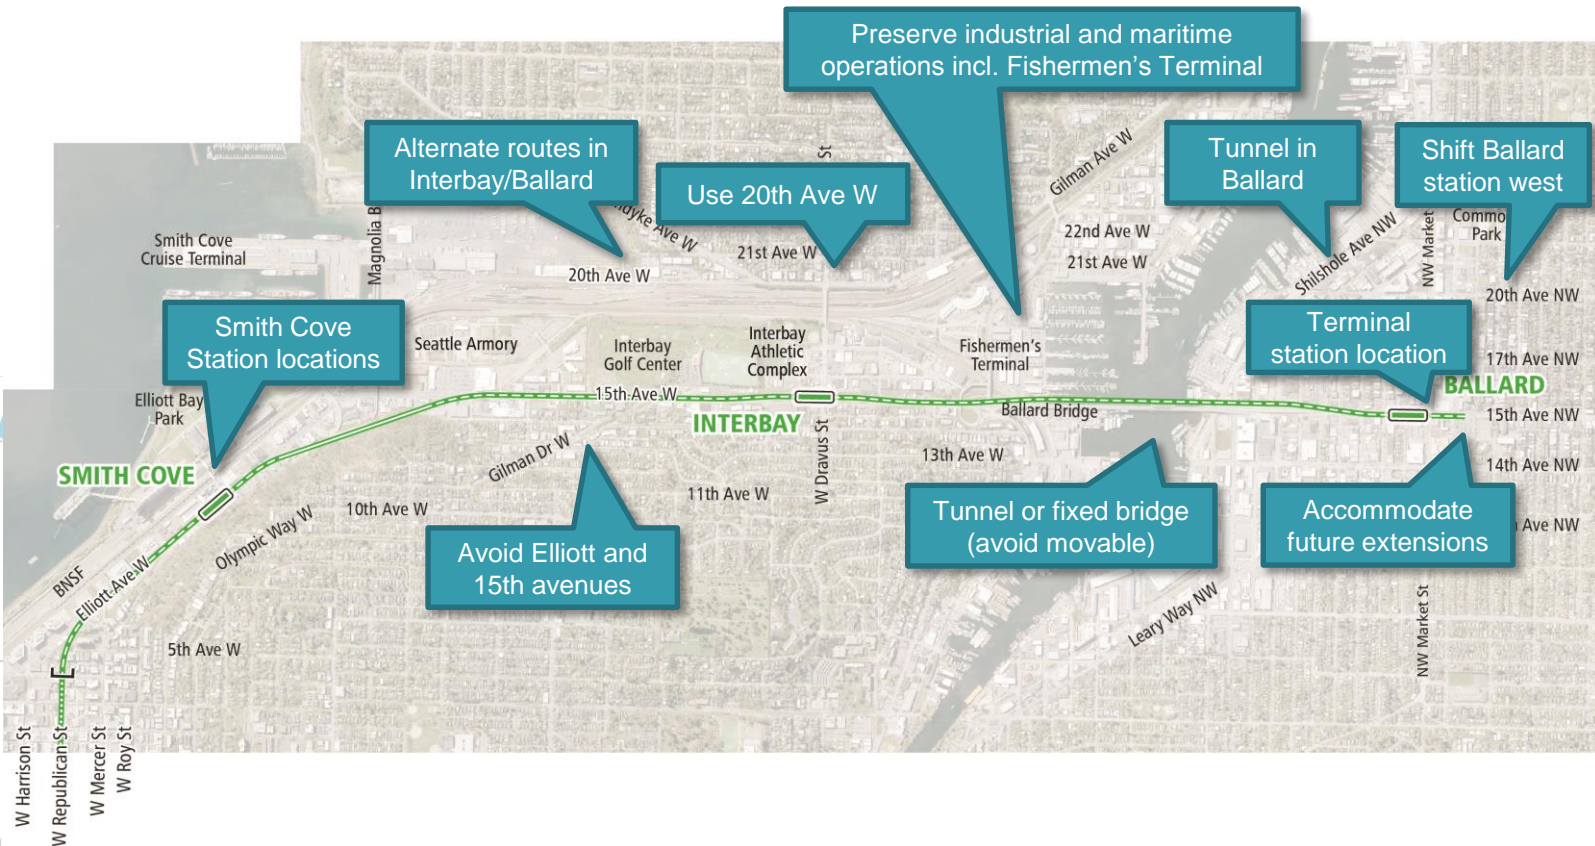 Preserve industrial and maritime
operations incl. Fishermen's Terminal
Alternate routes in
Interbay/Ballard
Use 20th Ave W
St
Gilman Ave W
Tunnel in
Ballard
Shift Ballard
station west
Smith Cove
Cruise Terminal
Magnolia B
Ave W
21st Ave W
20th Ave W
22nd Ave W
21st Ave W
Shilshole Ave NW
NW Market
Park
20th Ave NW
Smith Cove
Station locations
Seattle Armory
Interbay
Golf Center
Interbay
Athletic
Complex
Fishermen's
Terminal
Terminal
station location
17th Ave NW
BALLARD
Elliott Bay
Park
15th Ave W
INTERBAY
Ballard Bridge
15th Ave NW
SMITH COVE
Gilman Dr W
W Dravus St
13th Ave W
14th Ave NW
10th Ave W
11th Ave W
Olympic Way W
Avoid Elliott and
15th avenues
Tunnel or fixed bridge
(avoid movable)
Accommodate
future extensions
Ave NW
BNSF
Elliott Ave W
5th Ave W
Leary Way NW
NW Market St
W Harrison St
W Republican St
W Mercer St
W Roy St